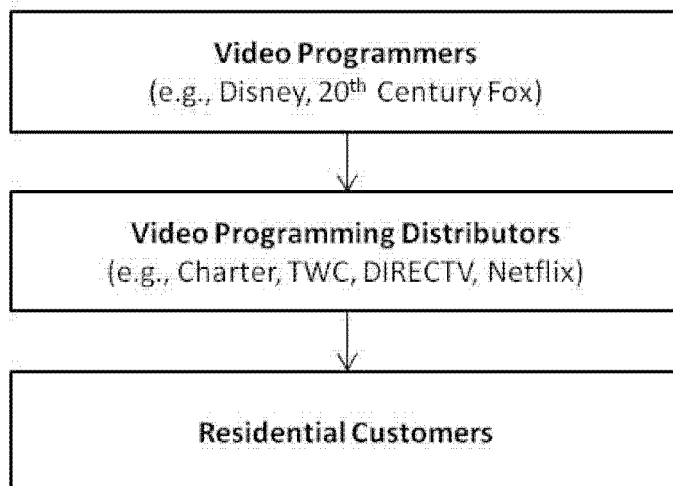 Video Programmers
(e.g., Disney, 20th Century Fox)
Video Programming Distributors
(e.g., Charter, TWC, DIRECTV, Netflix)
Residential Customers